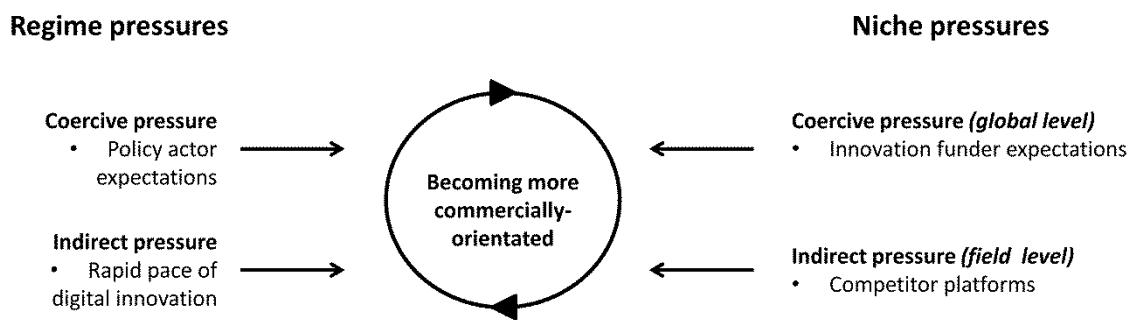 Regime pressures
Niche pressures
Coercive pressure
• Policy actor
expectations
Indirect pressure
• Rapid pace of
digital innovation
Becoming more
commercially-
orientated
Coercive pressure (global level)
• Innovation funder expectations
Indirect pressure (field level)
• Competitor platforms